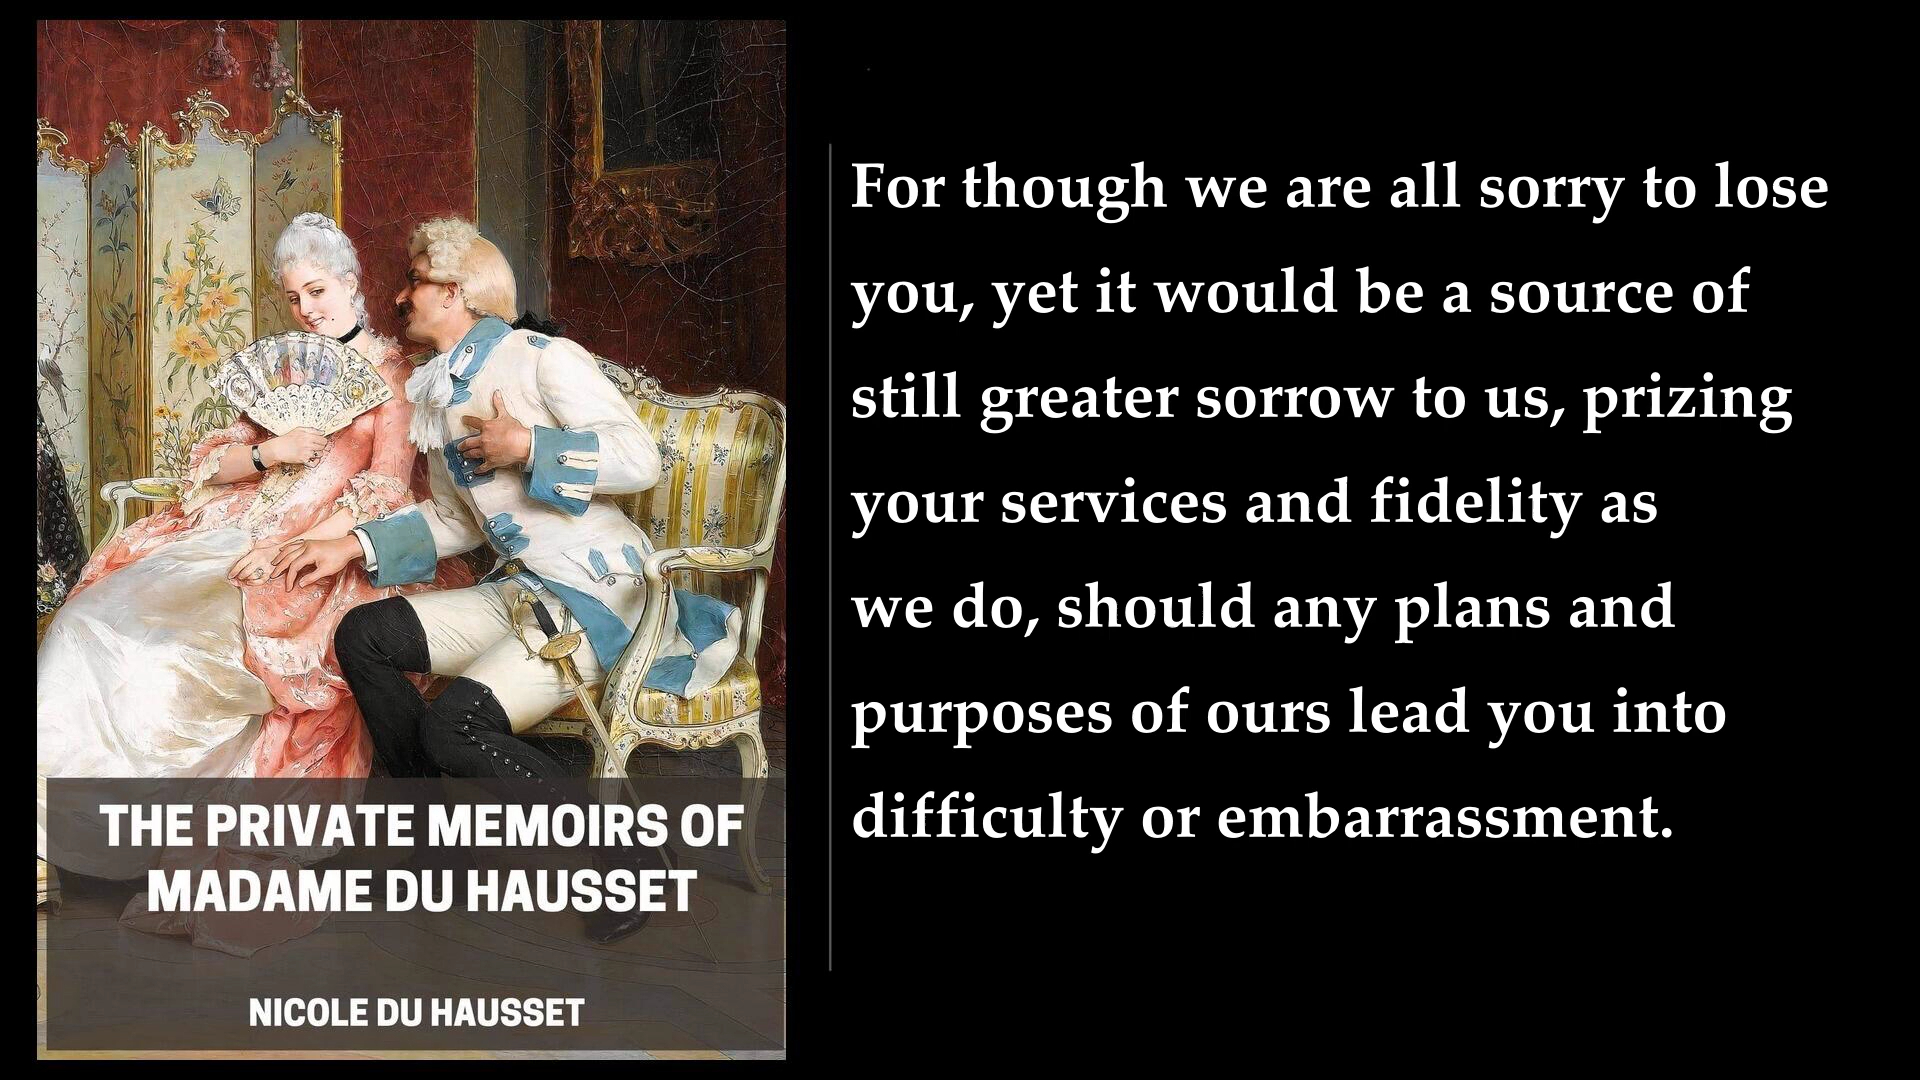 THE PRIVATE MEMOIRS OF
MADAME DU HAUSSET
NICOLE DU HAUSSET
For though we are all sorry to lose
you, yet it would be a source of
still greater sorrow to us, prizing
your services and fidelity as
we do, should any plans and
purposes of ours lead you into
difficulty or embarrassment.